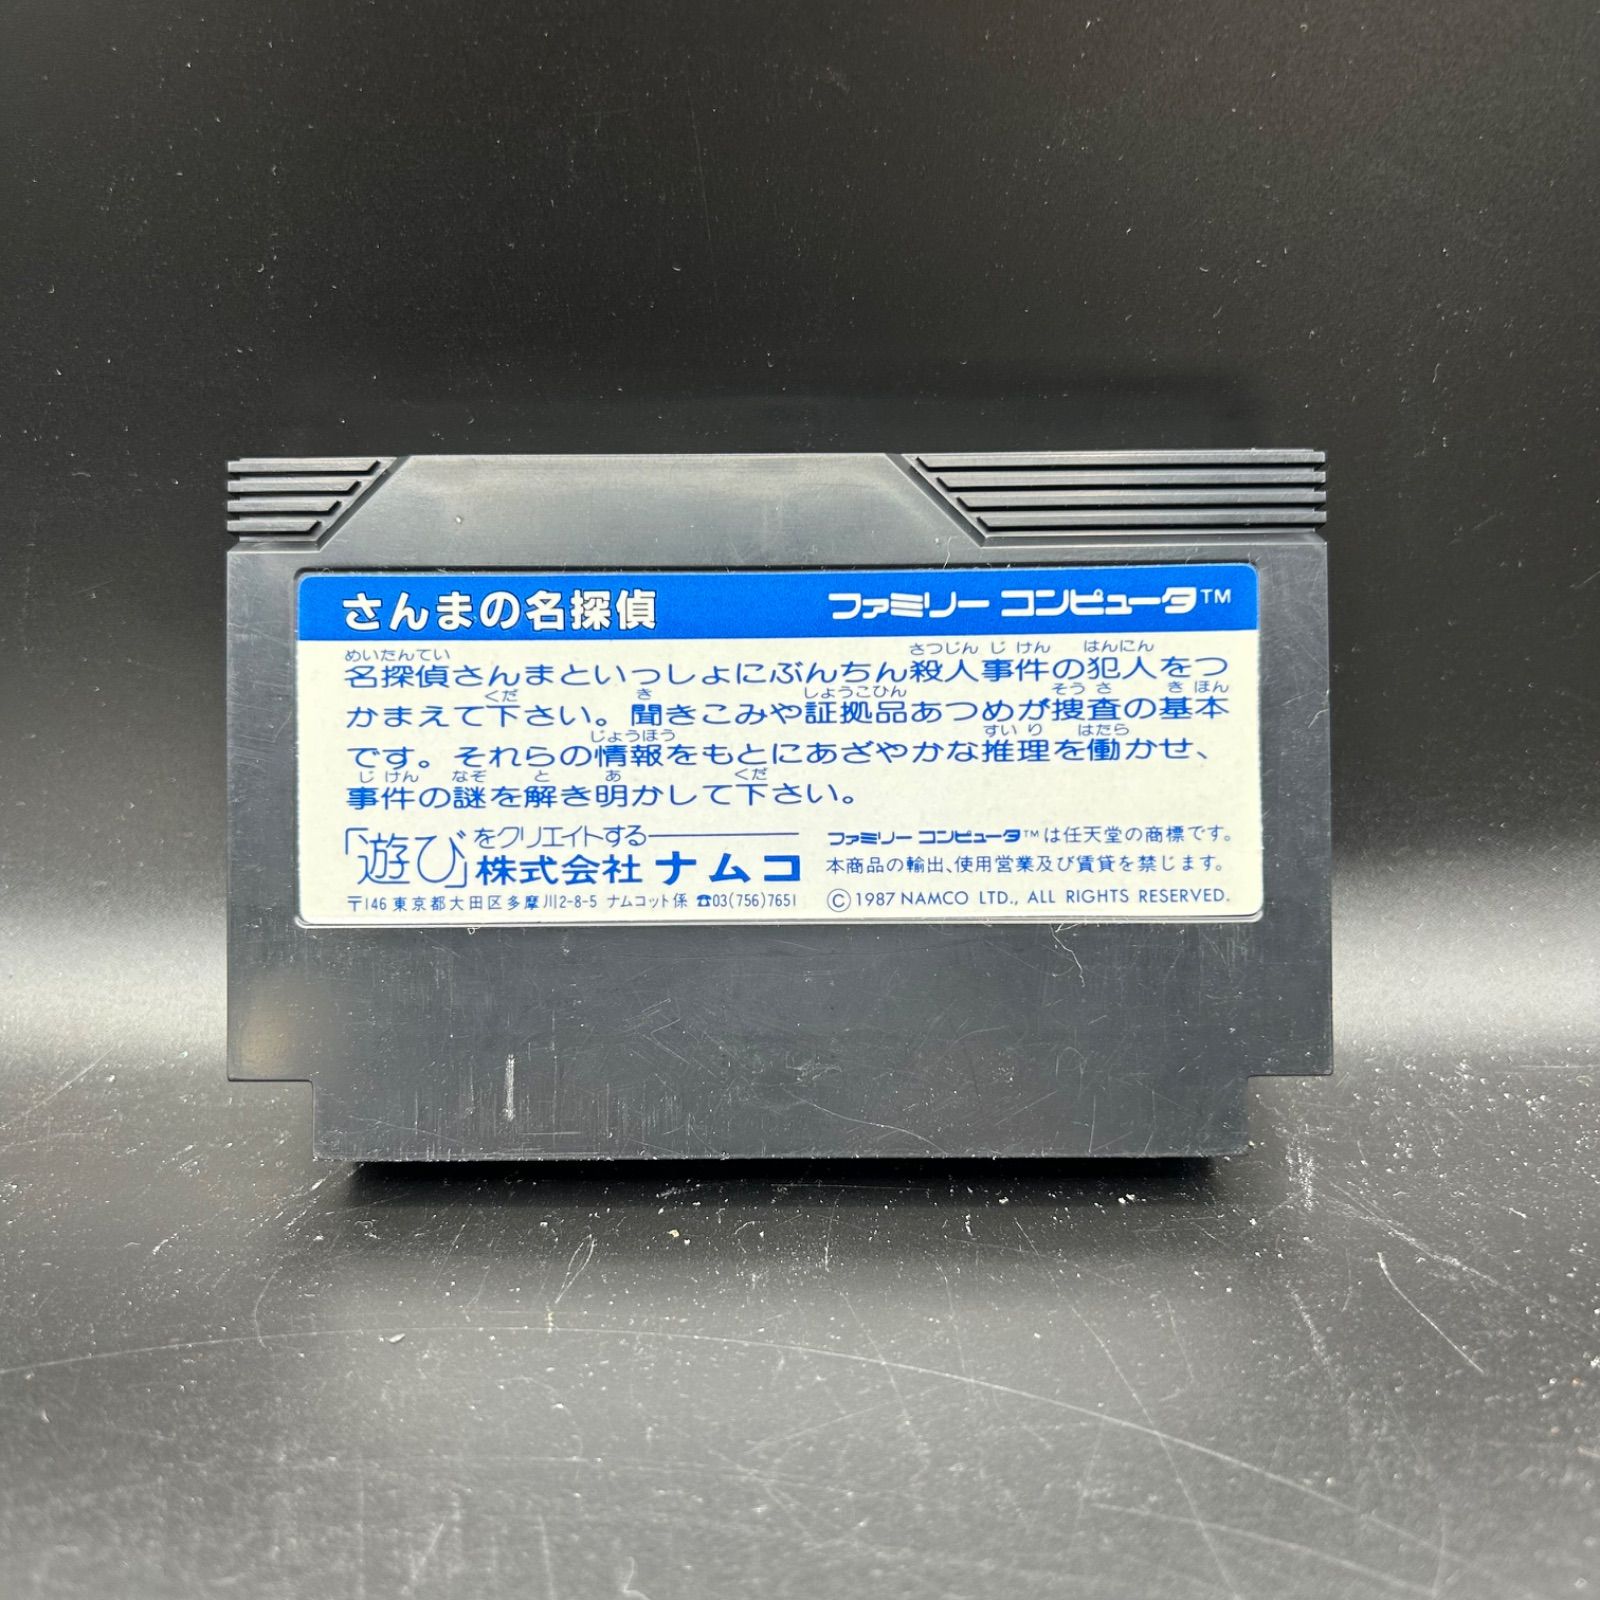 さんまの名探偵
ファミリー コンピュータTM
めいたんてい さつじん じ けん はんにん
名探偵さんまといっしょにぶんちん殺人事件の犯人をつ
くだ き しょうこひん そう さ き ほん
かまえて下さい。聞きこみや証拠品あつめが捜査の基本
じょうほう すい り はたら
です。それらの情報をもとにあざやかな推理を働かせ、
じ けん なぞ と あ くだ
事件の謎を解き明かして下さい。
「遊び」をクリエイトする
株式会社 ナムコ
〒146 東京都大田区多摩川2-8-5 ナムコット係 ☎03(756)7651
ファミリー コンピュータTMは任天堂の商標です。
本商品の輸出、使用営業及び賃貸を禁じます。
©1987 NAMCO LTD., ALL RIGHTS RESERVED.